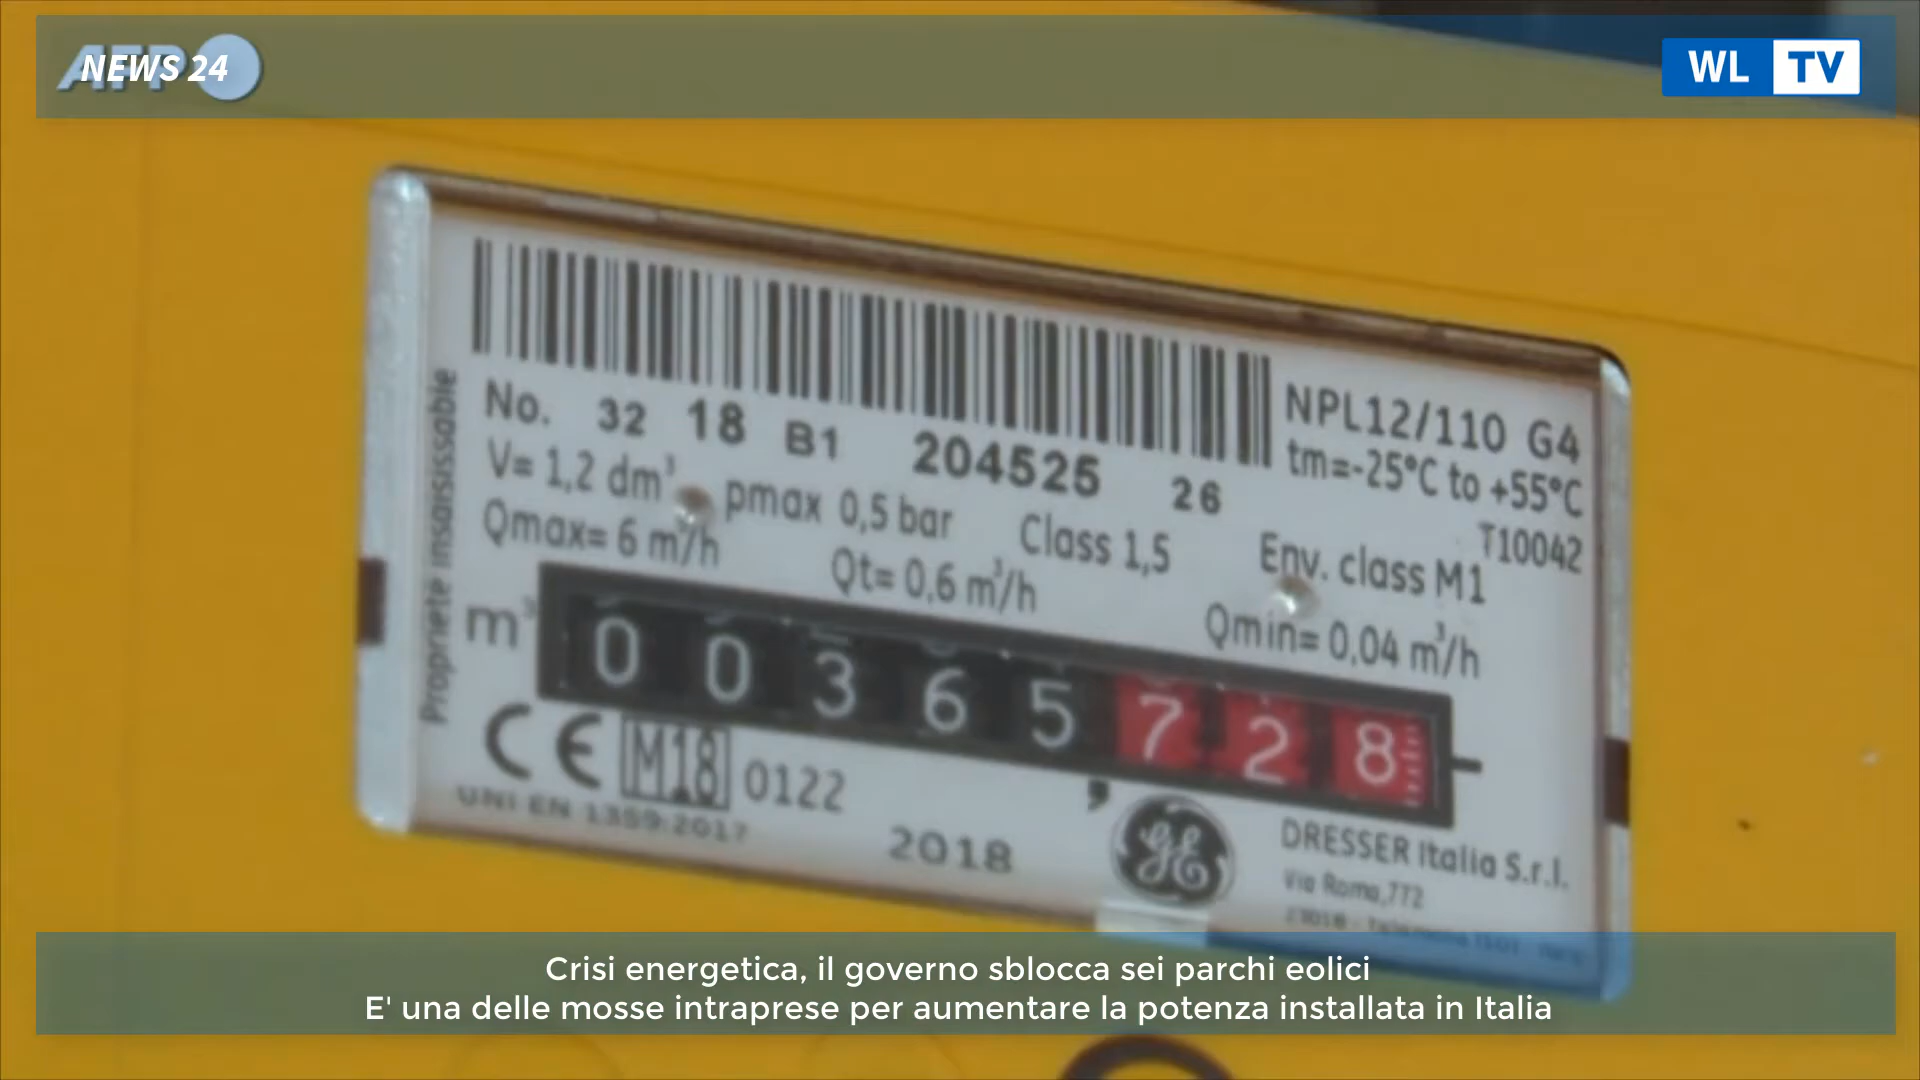 AFP
NEWS 24
WL TV
No. 32 18 B1 204525 26
NPL12/110 G4
tm=-25°C to +55°C
T10042
V= 1,2 dm³ pmax 0,5 bar Class 1,5 Env. class M1
Qmax= 6 m³/h Qt= 0,6 m³/h Qmin= 0,04 m³/h
Propriete insaisissable
m³ 0 0 3 6 5 7 2 8
,
CE M18 0122
UNI EN 1359:2017
2018
GE
DRESSER Italia S.r.l.
Via Roma,772
Crisi energetica, il governo sblocca sei parchi eolici
E' una delle mosse intraprese per aumentare la potenza installata in Italia